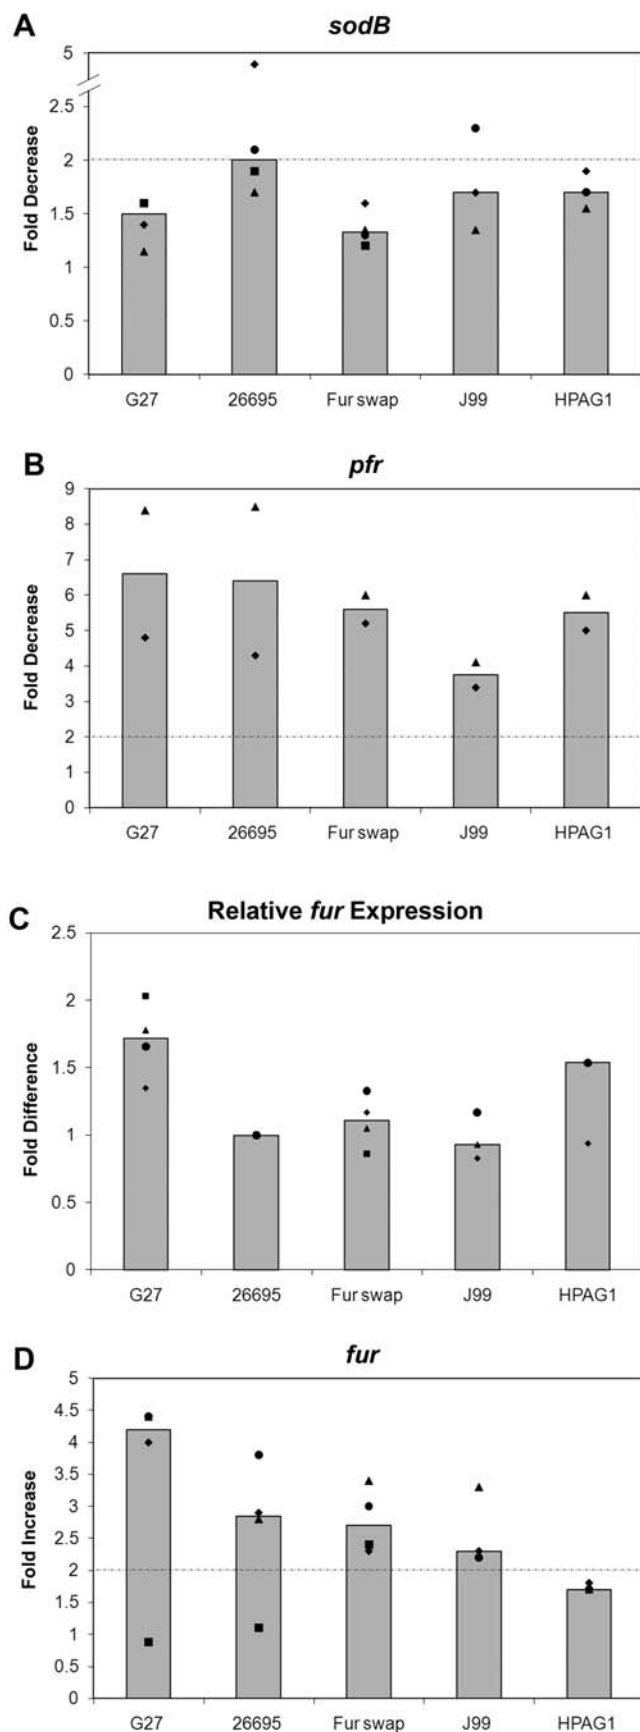 A
sodB
Fold Decrease
5
2.5
2
1.5
1
0.5
0
G27 26695 Fur swap J99 HPAG1
B
pfr
Fold Decrease
9
8
7
6
5
4
3
2
1
0
G27 26695 Fur swap J99 HPAG1
C
Relative fur Expression
Fold Difference
2.5
2
1.5
1
0.5
0
G27 26695 Fur swap J99 HPAG1
D
fur
Fold Increase
5
4.5
4
3.5
3
2.5
2
1.5
1
0.5
0
G27 26695 Fur swap J99 HPAG1